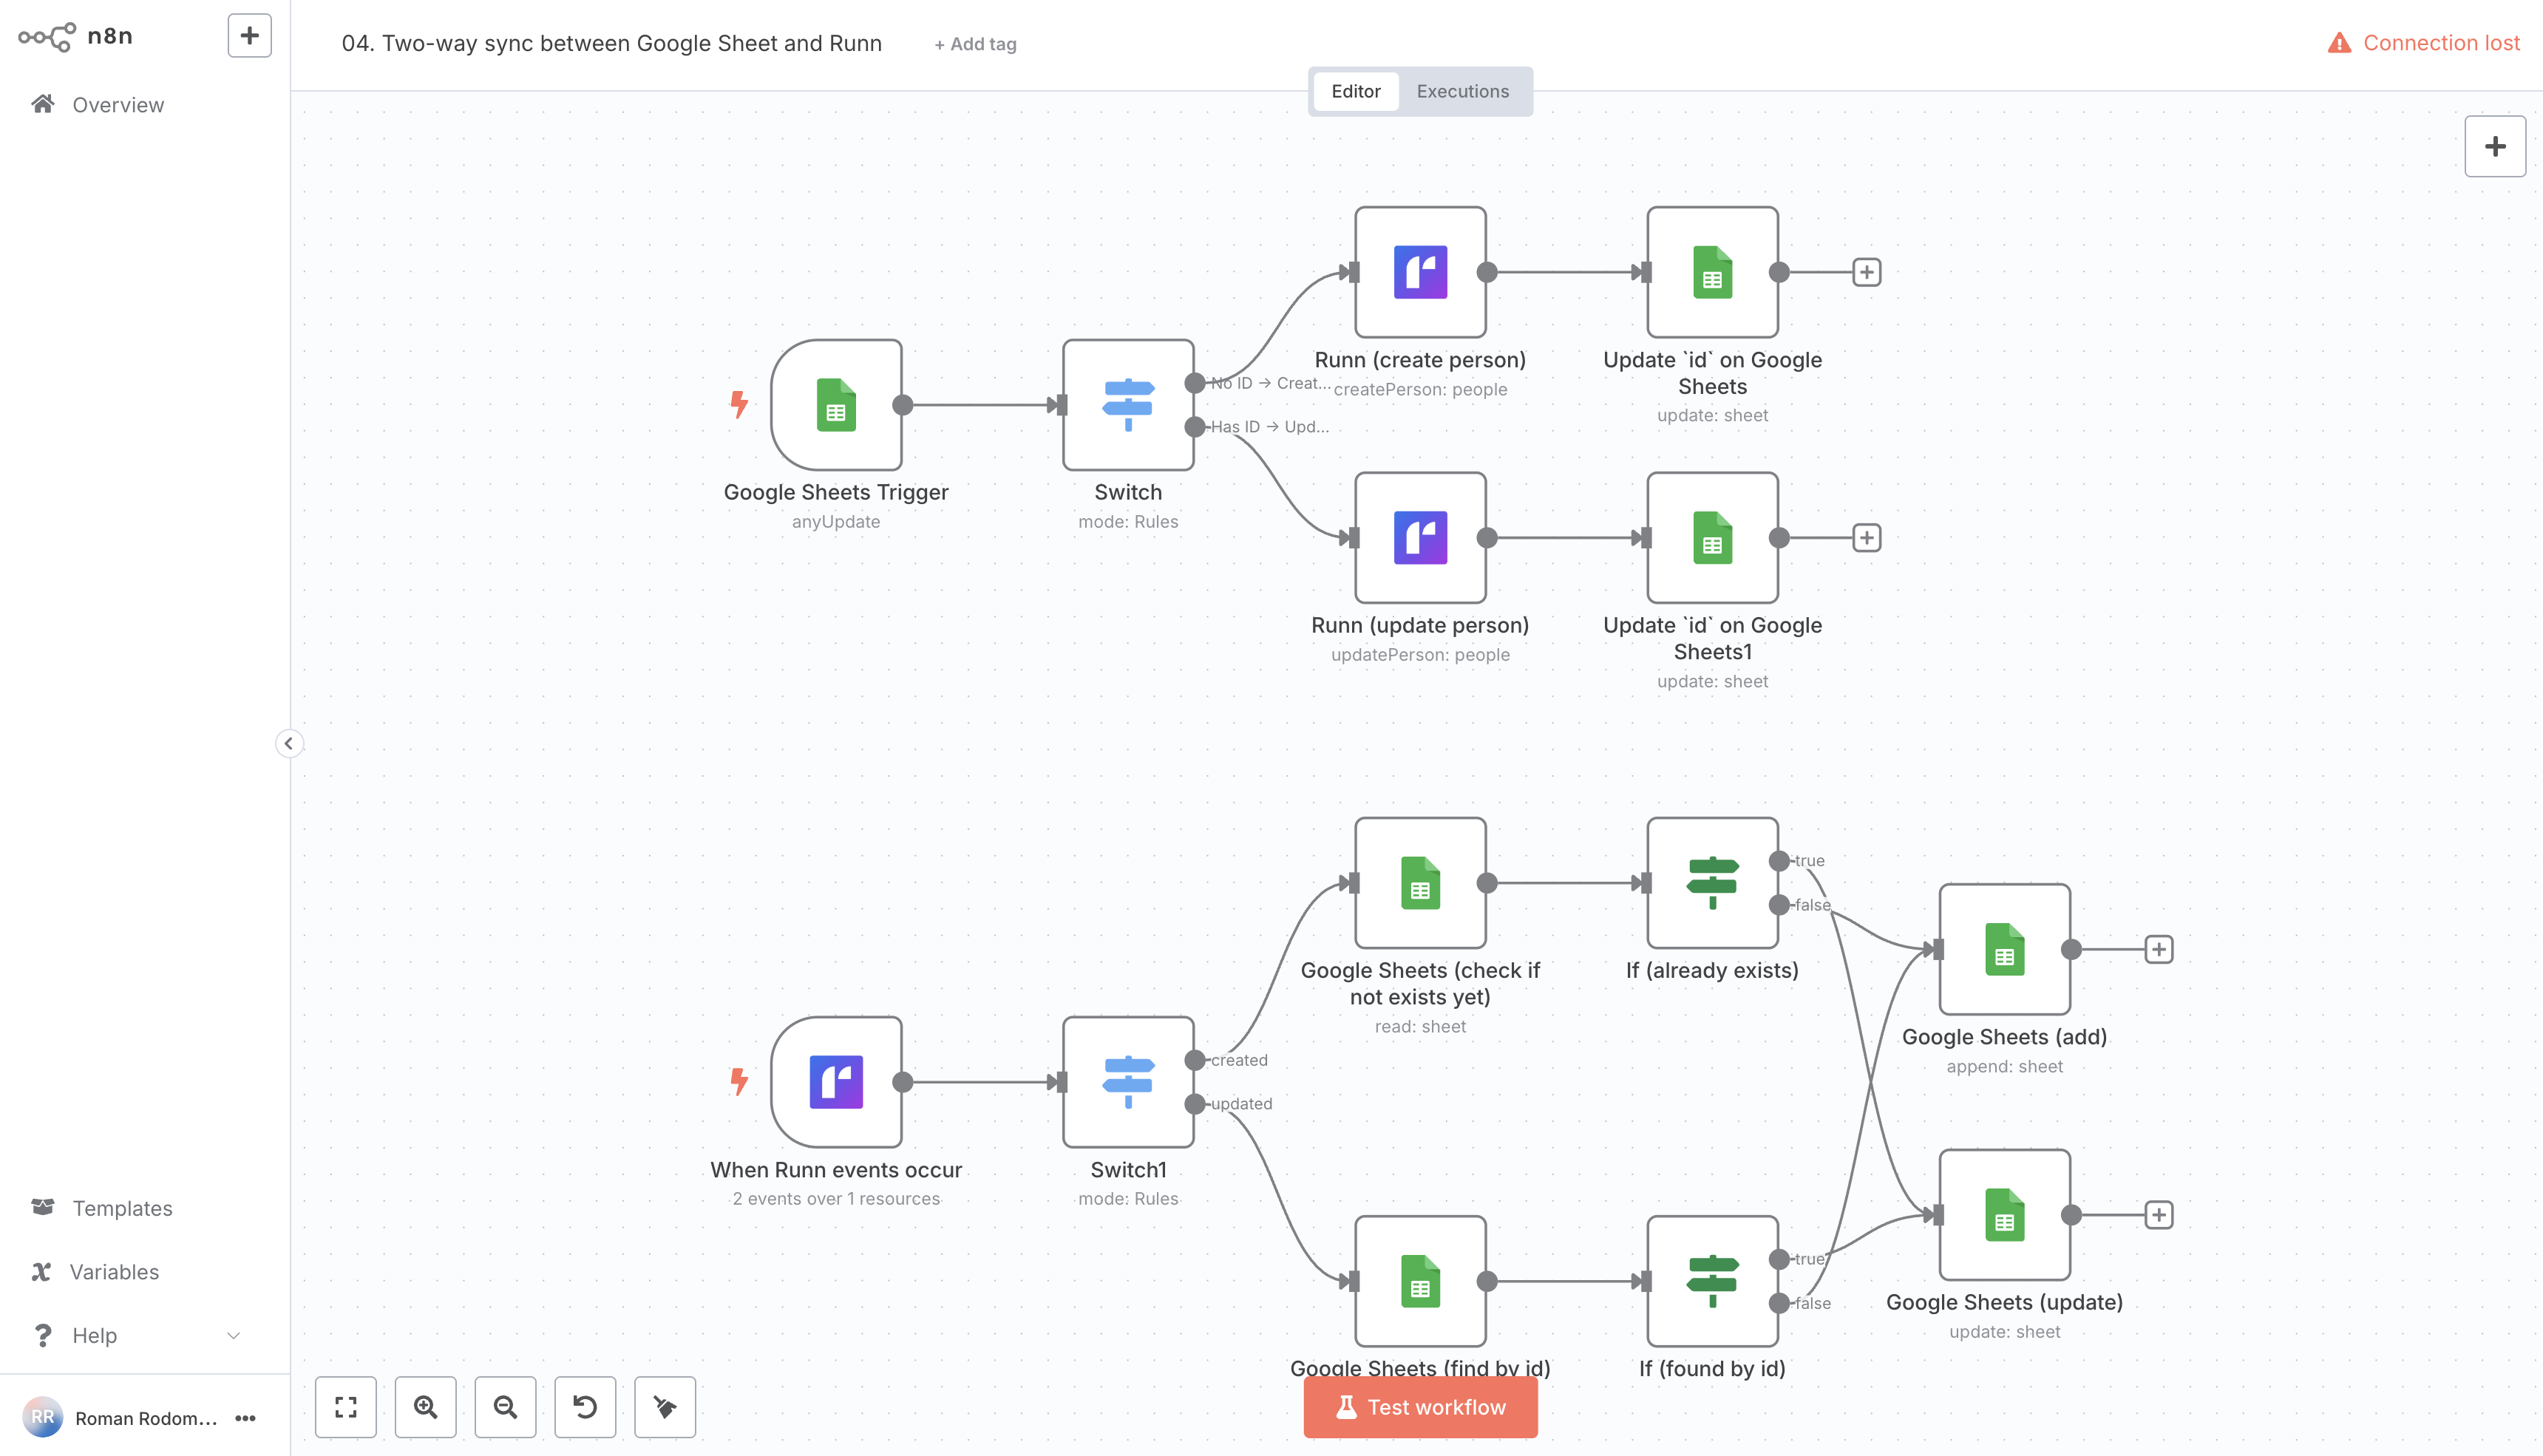 n8n
04. Two-way sync between Google Sheet and Runn
+ Add tag
Connection lost
Editor
Executions
Overview
No ID → Creat...
Has ID → Upd...
Runn (create person)
createPerson: people
Update `id` on Google
Sheets
update: sheet
Google Sheets Trigger
anyUpdate
Switch
mode: Rules
Runn (update person)
updatePerson: people
Update `id` on Google
Sheets1
update: sheet
true
false
Google Sheets (check if
not exists yet)
read: sheet
If (already exists)
Google Sheets (add)
append: sheet
created
updated
When Runn events occur
2 events over 1 resources
Switch1
mode: Rules
true
false
Google Sheets (update)
update: sheet
Google Sheets (find by id)
If (found by id)
Templates
Variables
Help
RR
Roman Rodom...
Test workflow